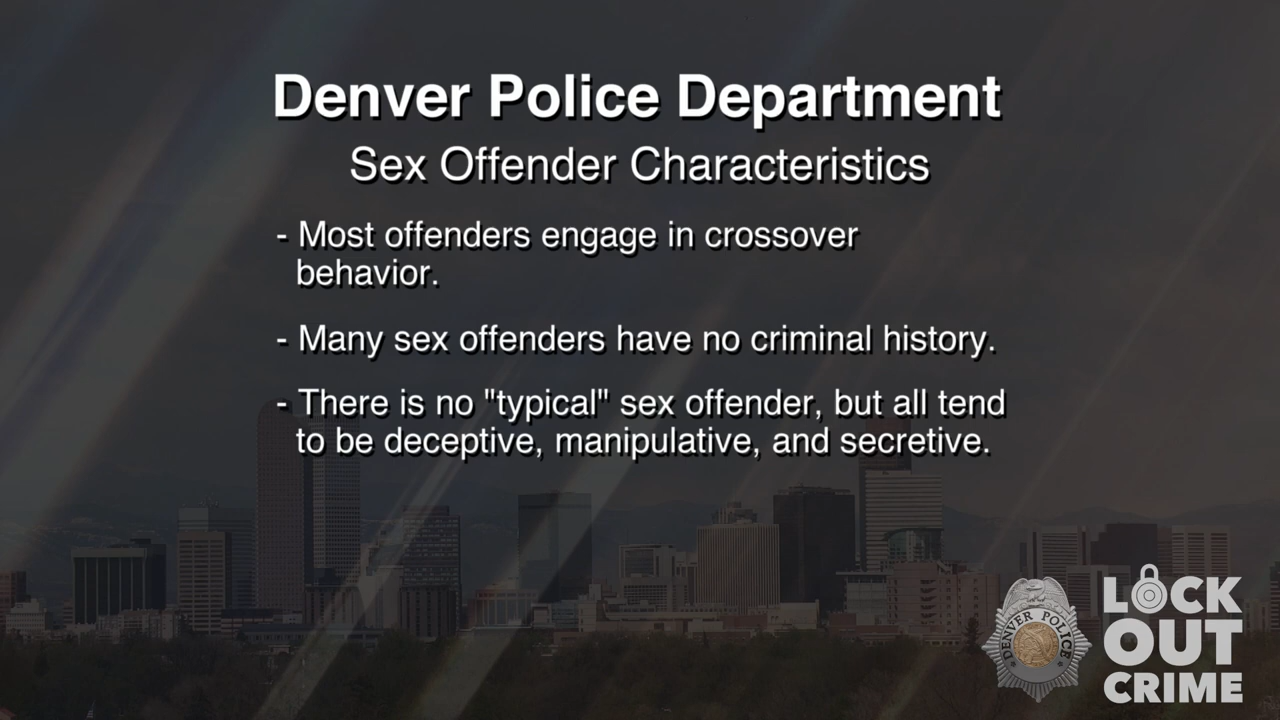 Denver Police Department
Sex Offender Characteristics
- Most offenders engage in crossover
behavior.
- Many sex offenders have no criminal history.
- There is no "typical" sex offender, but all tend
to be deceptive, manipulative, and secretive.
DENVER POLICE
LOCK
OUT
CRIME